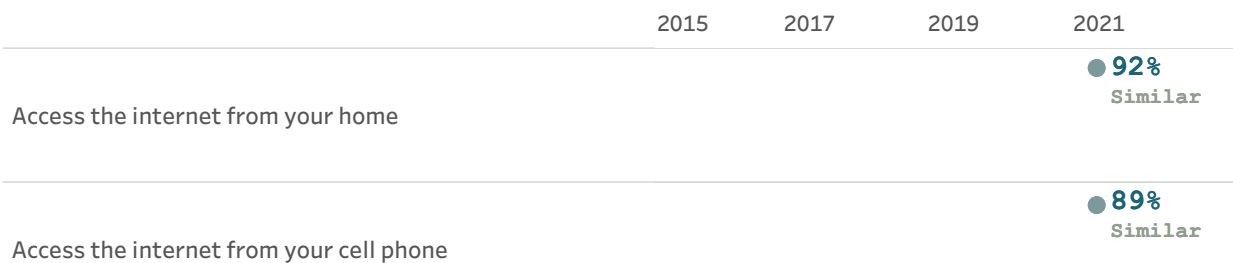 2015 2017 2019 2021
92%
Similar
Access the internet from your home
89%
Similar
Access the internet from your cell phone